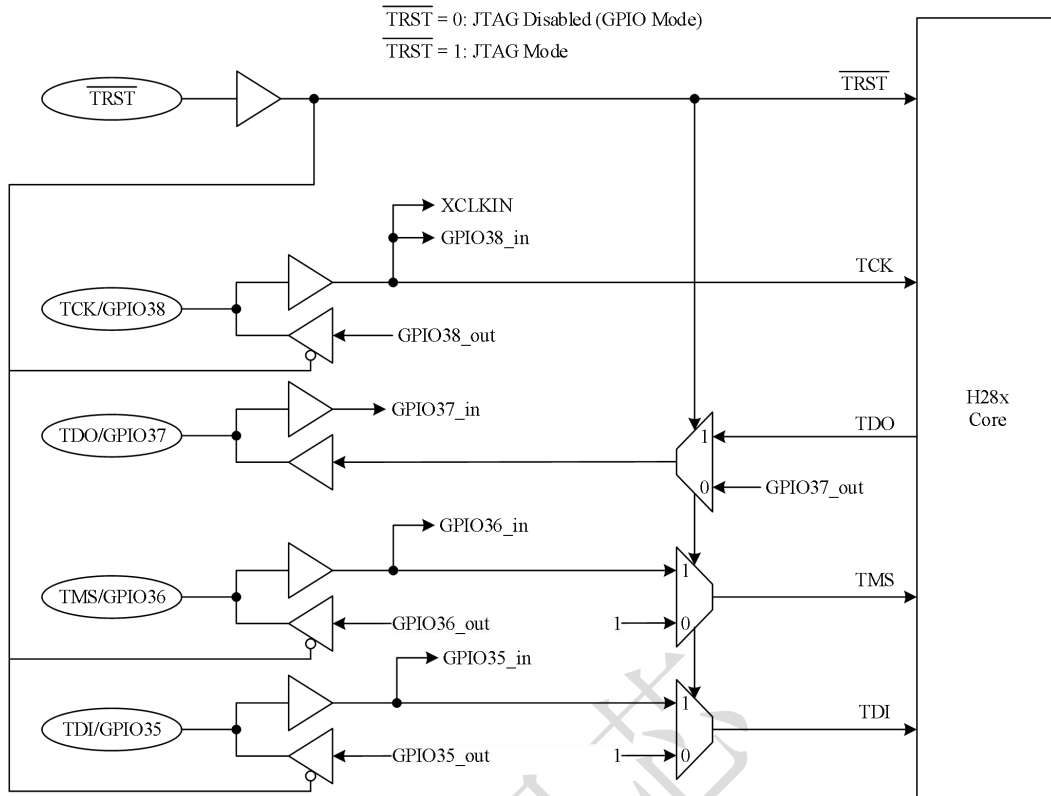 TRST = 0: JTAG Disabled (GPIO Mode)
TRST = 1: JTAG Mode
TRST
TRST
XCLKIN
GPIO38_in
TCK
TCK/GPIO38
GPIO38_out
H28x
Core
GPIO37_in
TDO/GPIO37
1
TDO
0
GPIO37_out
GPIO36_in
TMS/GPIO36
1
TMS
GPIO36_out
1
0
GPIO35_in
TDI/GPIO35
1
TDI
GPIO35_out
1
0